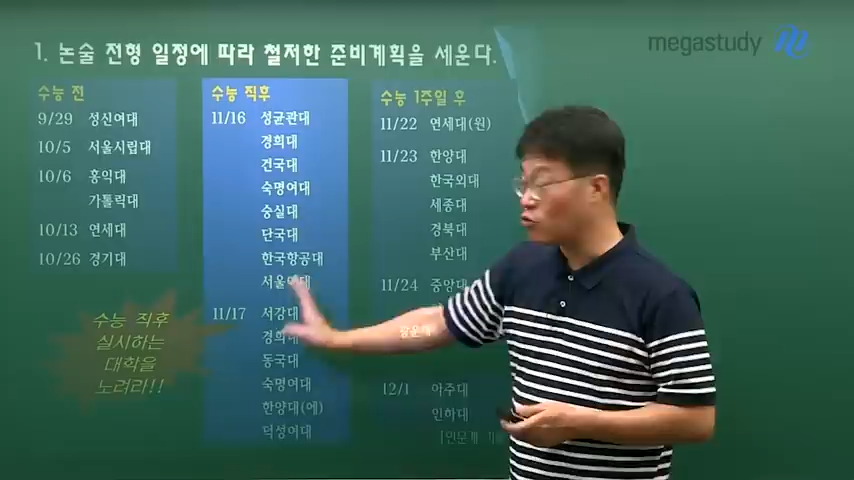 megastudy
1. 논술 전형 일정에 따라 철저한 준비계획을 세운다.
수능 전
9/29 성신여대
10/5 서울시립대
10/6 홍익대
가톨릭대
10/13 연세대
10/26 경기대
수능 직후
실시하는
대학을
노려라!!
수능 직후
11/16 성균관대
경희대
건국대
숙명여대
숭실대
단국대
한국항공대
11/17 서강대
경희대
동국대
숙명여대
한양대(에)
덕성여대
수능 1주일 후
11/22 연세대(원)
11/23 한양대
한국외대
세종대
경북대
부산대
11/24 중앙대
광운대
12/1 아주대
인하대